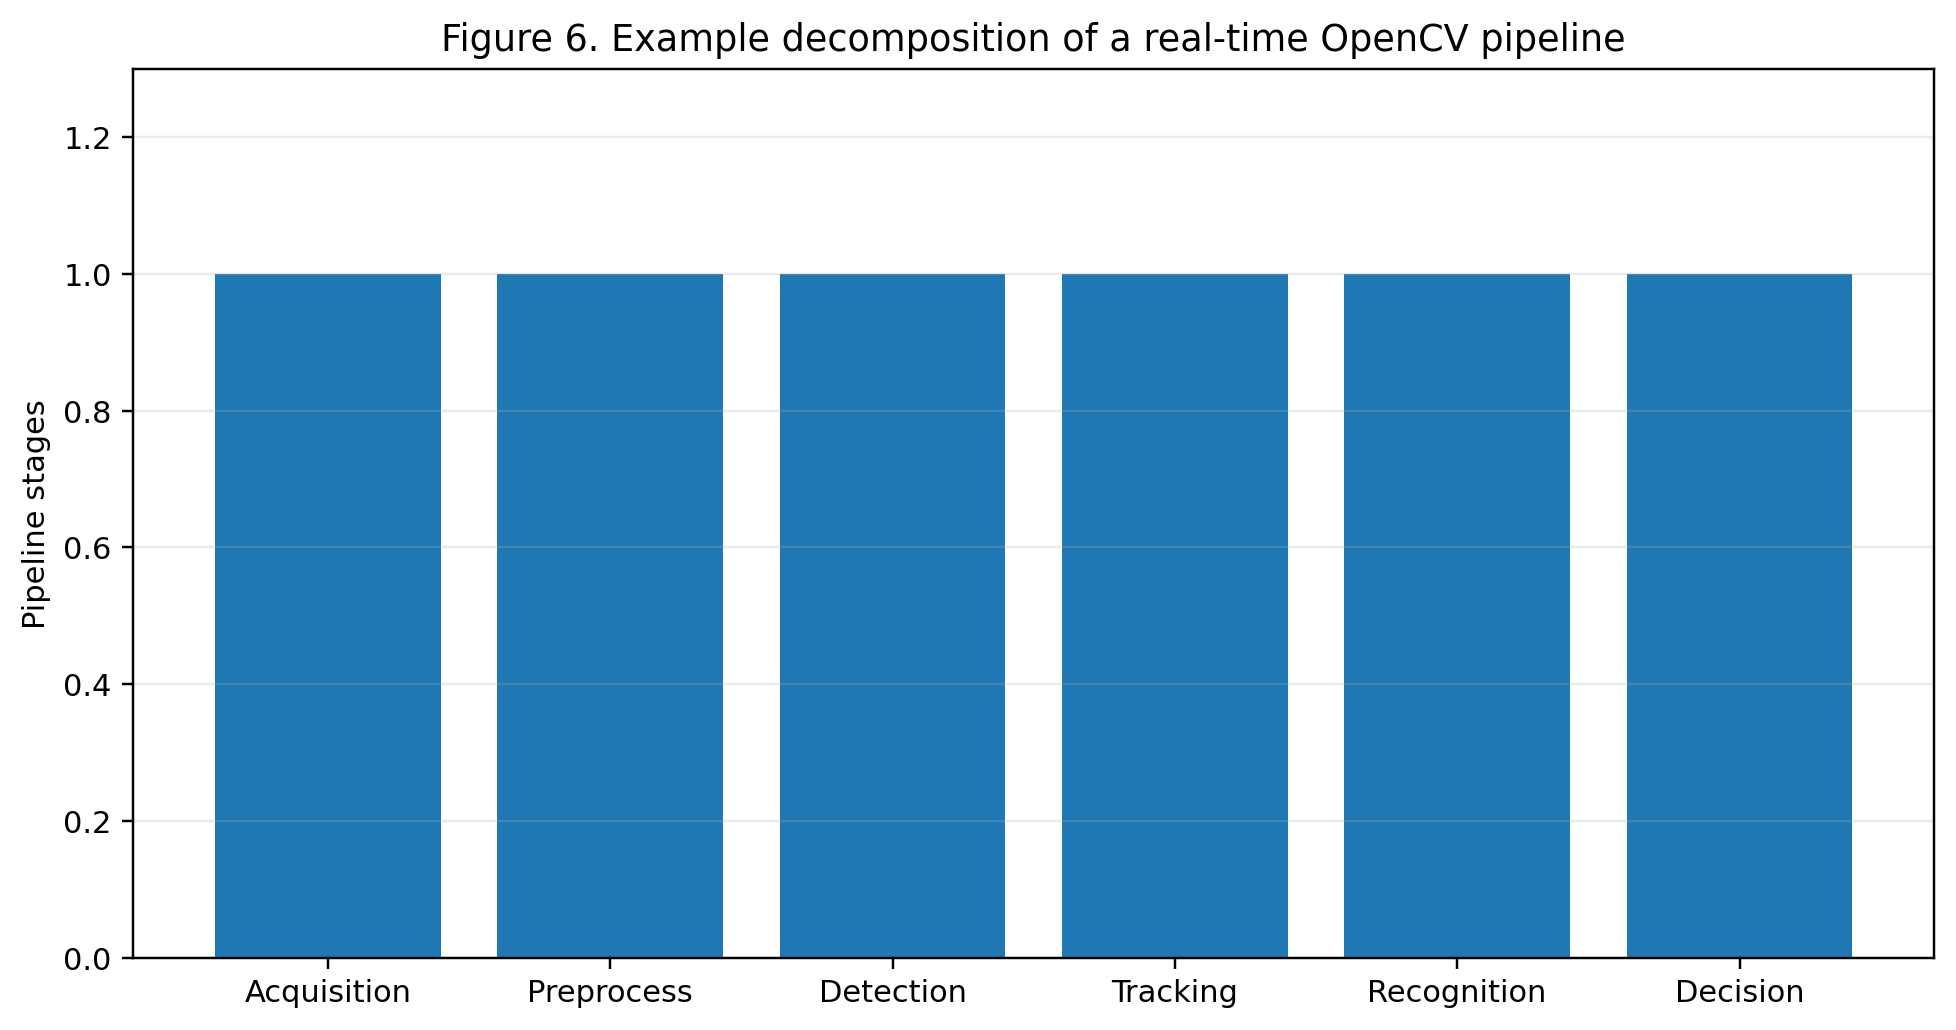 Figure 6. Example decomposition of a real-time OpenCV pipeline
Pipeline stages
1.2
1.0
0.8
0.6
0.4
0.2
0.0
Acquisition Preprocess Detection Tracking Recognition Decision